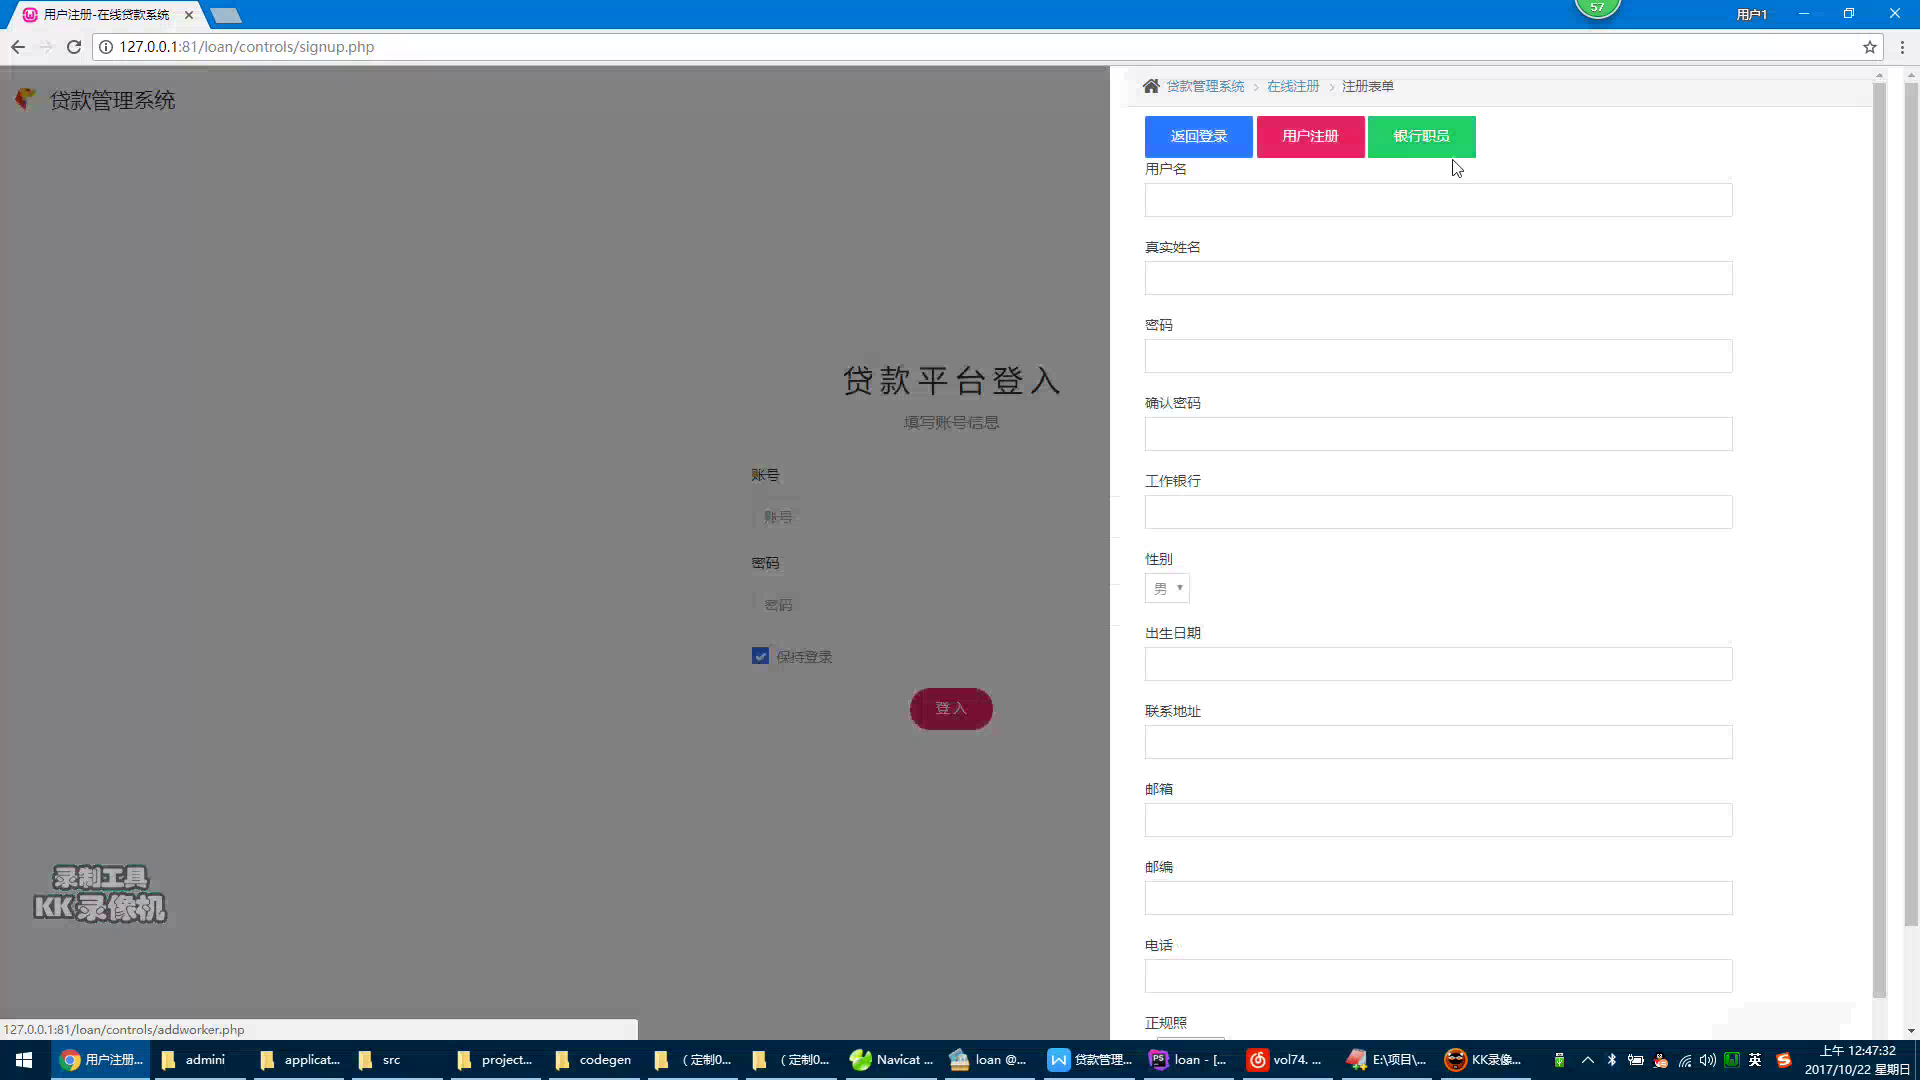 用户注册-在线贷款系统
57
用户1
127.0.0.1:81/loan/controls/signup.php
贷款管理系统
贷款管理系统 > 在线注册 > 注册表单
返回登录 用户注册 银行职员
用户名
真实姓名
密码
确认密码
工作银行
性别
男
出生日期
联系地址
邮箱
邮编
电话
正规照
贷款平台登入
填写账号信息
账号
账号
密码
密码
保持登录
登入
录制工具
KK录像机
127.0.0.1:81/loan/controls/addworker.php
用户注册... admini applicat... src project... codegen （定制0... （定制0... Navicat ... loan @... 贷款管理... loan - [... vol74. ... E:\项目\... KK录像... 英
上午 12:47:32
2017/10/22 星期日